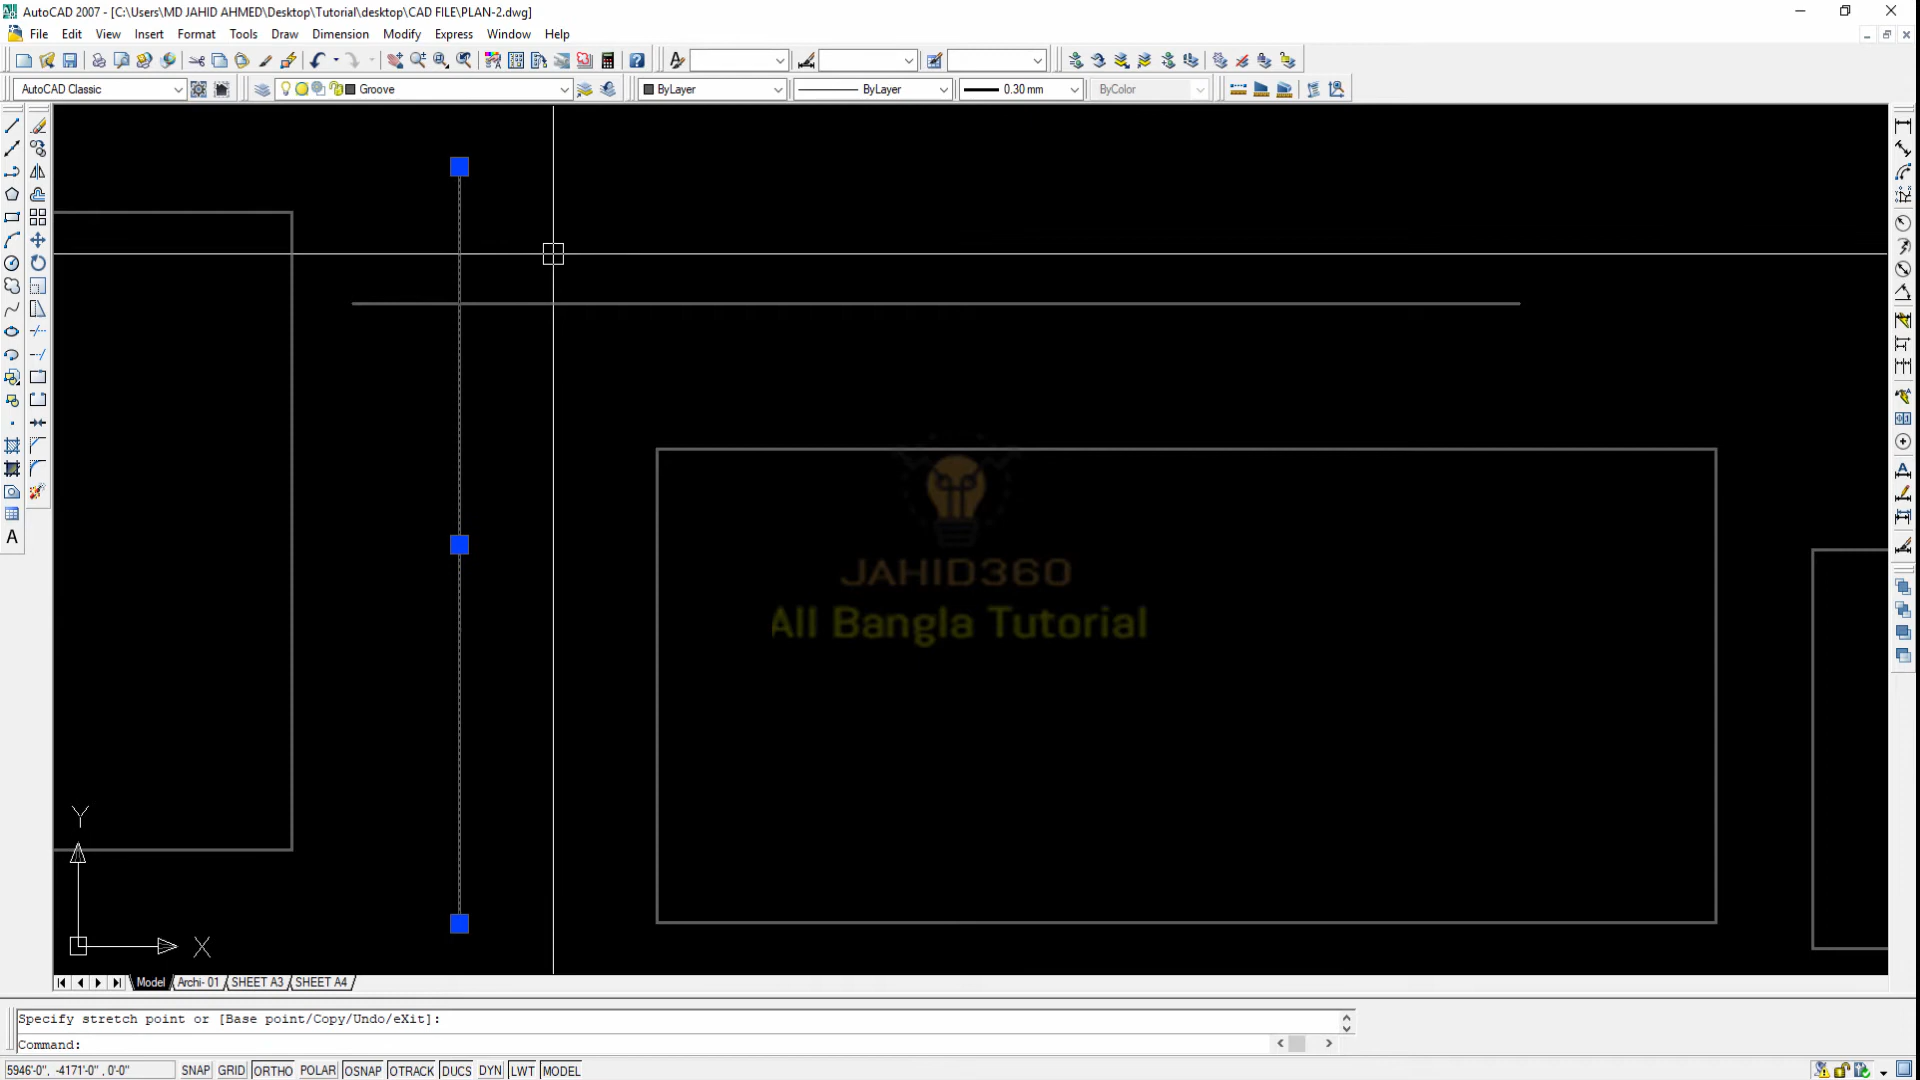 AutoCAD 2007 - [C:\Users\MD JAHID AHMED\Desktop\Tutorial\desktop\CAD FILE\PLAN-2.dwg]
File Edit View Insert Format Tools Draw Dimension Modify Express Window Help
AutoCAD Classic Groove ByLayer ByLayer 0.30 mm ByColor
JAHID360
All Bangla Tutorial
Y
X
Model Archi- 01 SHEET A3 SHEET A4
Specify stretch point or [Base point/Copy/Undo/eXit]:
Command:
5946'-0", -4171'-0" , 0'-0" SNAP GRID ORTHO POLAR OSNAP OTRACK DUCS DYN LWT MODEL